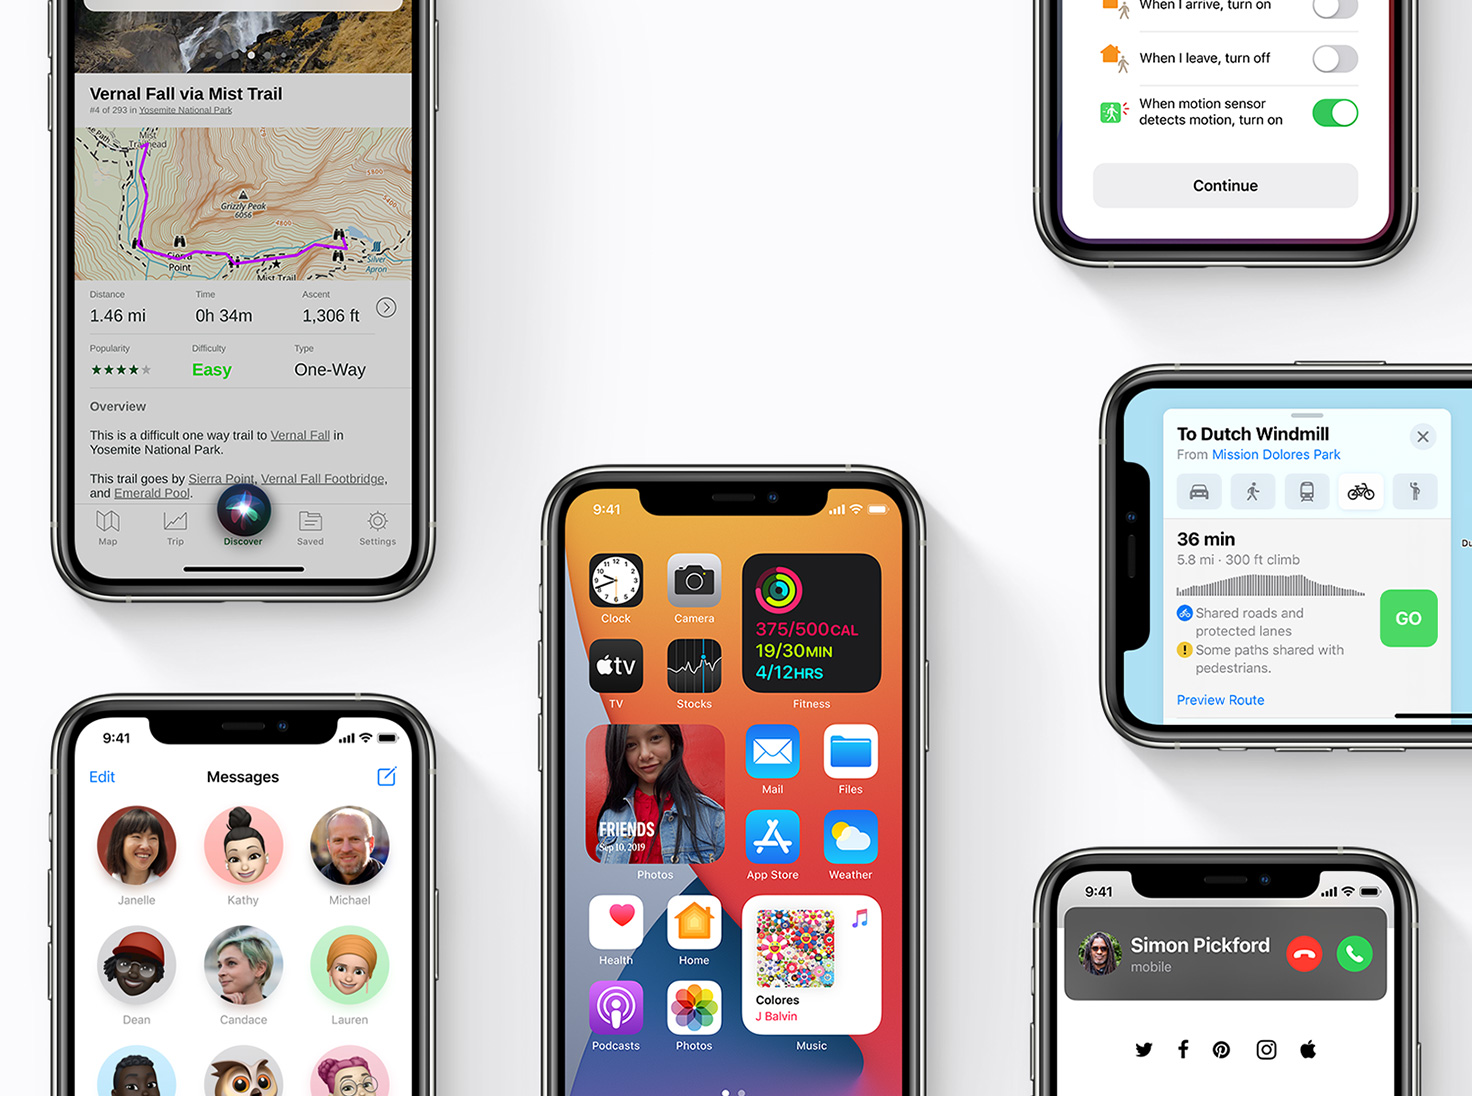 Vernal Fall via Mist Trail
#4 of 293 in Yosemite National Park
Mist
Trailhead
Grizzly Peak
6056
5800
4800
Sierra
Point
Mist Trail
Silver
Apron
Distance
Time
Ascent
1.46 mi
0h 34m
1,306 ft
Popularity
Difficulty
Type
Easy
One-Way
Overview
This is a difficult one way trail to Vernal Fall in
Yosemite National Park.
This trail goes by Sierra Point, Vernal Fall Footbridge,
and Emerald Pool.
Map
Trip
Discover
Saved
Settings
9:41
Edit
Messages
Janelle
Kathy
Michael
Dean
Candace
Lauren
9:41
Clock
Camera
375/500CAL
19/30MIN
4/12HRS
tv
TV
Stocks
Fitness
FRIENDS
Sep 10, 2019
Photos
Mail
Files
App Store
Weather
Health
Home
Colores
J Balvin
Podcasts
Photos
Music
When I arrive, turn on
When I leave, turn off
When motion sensor
detects motion, turn on
Continue
To Dutch Windmill
From Mission Dolores Park
36 min
5.8 mi · 300 ft climb
Shared roads and
protected lanes
Some paths shared with
pedestrians.
GO
Preview Route
9:41
Simon Pickford
mobile